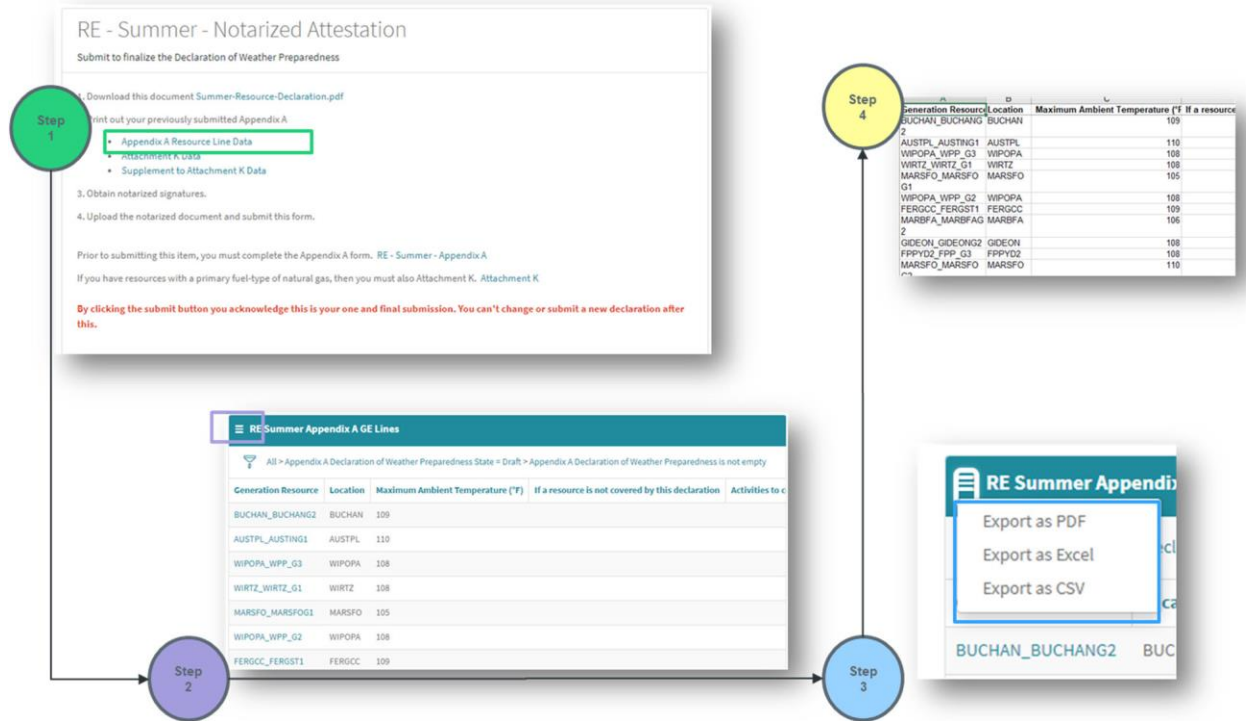 RE - Summer - Notarized Attestation
Submit to finalize the Declaration of Weather Preparedness
1. Download this document Summer-Resource-Declaration.pdf
Print out your previously submitted Appendix A
• Appendix A Resource Line Data
• Attachment K Data
• Supplement to Attachment K Data
3. Obtain notarized signatures.
4. Upload the notarized document and submit this form.
Prior to submitting this item, you must complete the Appendix A form. RE - Summer - Appendix A
If you have resources with a primary fuel-type of natural gas, then you must also Attachment K. Attachment K
By clicking the submit button you acknowledge this is your one and final submission. You can't change or submit a new declaration after
this.
Step
1
RE Summer Appendix A GE Lines
All > Appendix A Declaration of Weather Preparedness State = Draft > Appendix A Declaration of Weather Preparedness is not empty
Generation Resource Location Maximum Ambient Temperature (°F) If a resource is not covered by this declaration Activities to c
BUCHAN_BUCHANG2 BUCHAN 109
AUSTPL_AUSTING1 AUSTPL 110
WIPOPA_WPP_G3 WIPOPA 108
WIRTZ_WIRTZ_G1 WIRTZ 108
MARSFO_MARSFOG1 MARSFO 105
WIPOPA_WPP_G2 WIPOPA 108
FERGCC_FERGST1 FERGCC 109
Step
2
RE Summer Appendix
Export as PDF
Export as Excel
Export as CSV
BUCHAN_BUCHANG2 BUC
Step
3
Step
4
A B C
Generation Resource Location Maximum Ambient Temperature (°F If a resource
BUCHAN_BUCHANG BUCHAN 109
2
AUSTPL_AUSTING1 AUSTPL 110
WIPOPA_WPP_G3 WIPOPA 108
WIRTZ_WIRTZ_G1 WIRTZ 108
MARSFO_MARSFO MARSFO 105
G1
WIPOPA_WPP_G2 WIPOPA 108
FERGCC_FERGST1 FERGCC 109
MARBFA_MARBFAG MARBFA 106
2
GIDEON_GIDEONG2 GIDEON 108
FPPYD2_FPP_G3 FPPYD2 108
MARSFO_MARSFO MARSFO 110